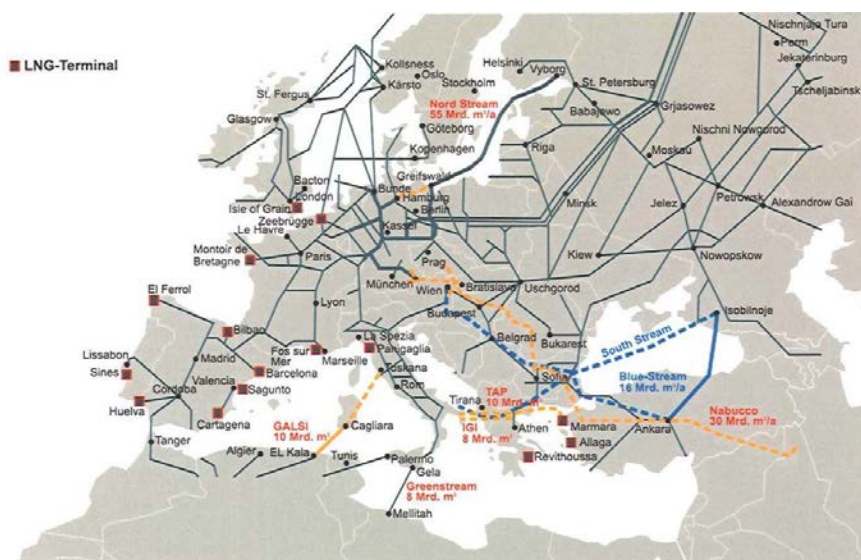 LNG-Terminal
Nischnjaja Tura
Perm
Jekaterinburg
Tscheljabinsk
Kollsness
Oslo
Kårsto
Stockholm
Helsinki
Vyborg
St. Petersburg
Babajewo
Grjasowez
St. Fergus
Glasgow
Nord Stream
55 Mrd. m³/a
Göteborg
Kopenhagen
Riga
Nischni Nowgorod
Moskau
Greifswald
Bacton
London
Isle of Grain
Zeebrügge
Bunde
Hamburg
Berlin
Kassel
Minsk
Jelez
Petrowsk
Alexandrow Gai
Le Havre
Montoir de
Bretagne
Paris
Prag
Kiew
Nowopskow
München
Wien
Bratislava
Uschgorod
El Ferrol
Lyon
Budapest
Isobilnoje
Bilbao
La Spezia
Panigaglia
Belgrad
Bukarest
South Stream
Fos sur
Mer
Marseille
Toskana
Lissabon
Sines
Madrid
Barcelona
Rom
Sofia
Blue-Stream
16 Mrd. m³/a
Valencia
Sagunto
Cordoba
Tirana
TAP
10 Mrd. m³
Nabucco
30 Mrd. m³/a
Huelva
Cartagena
GALSI
10 Mrd. m³
Cagliara
IGI
8 Mrd. m³
Athen
Marmara
Ankara
Allaga
Revithoussa
Tanger
Algier
EL Kala
Tunis
Palermo
Gela
Greenstream
8 Mrd. m³
Mellitah